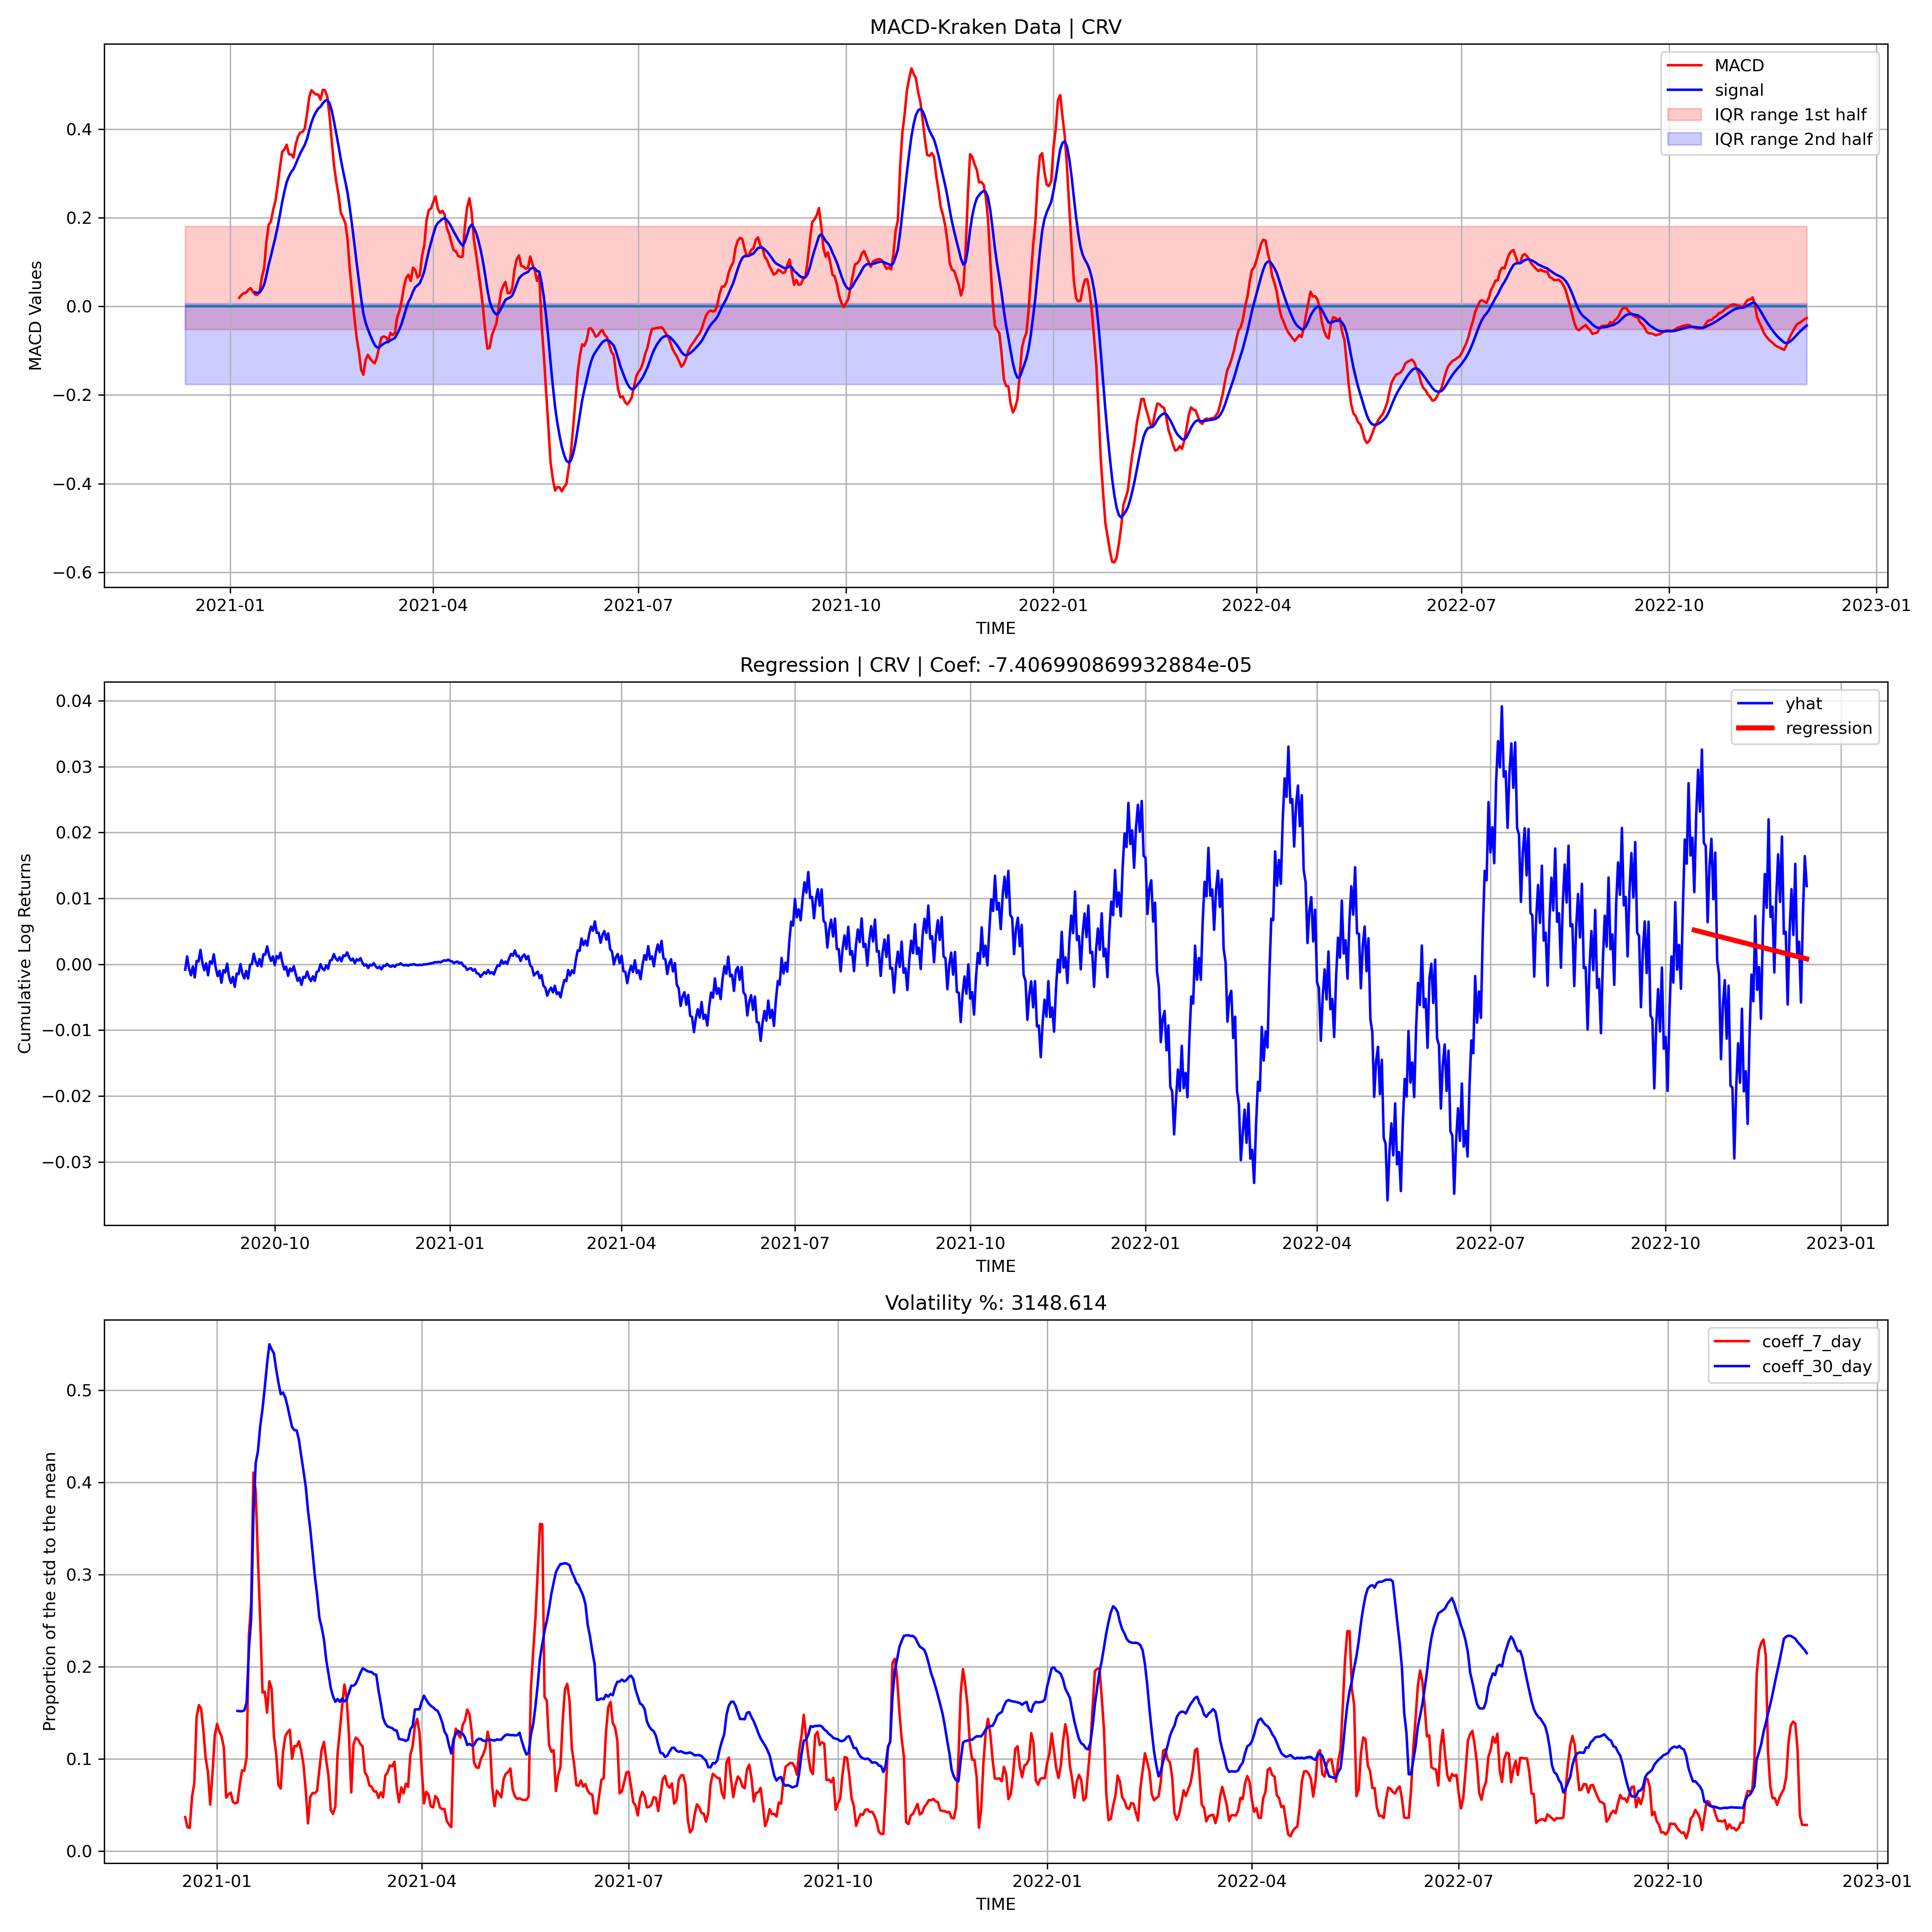 MACD-Kraken Data | CRV
MACD Values
0.4
0.2
0.0
−0.2
−0.4
−0.6
MACD
signal
IQR range 1st half
IQR range 2nd half
2021-01 2021-04 2021-07 2021-10 2022-01 2022-04 2022-07 2022-10 2023-01
TIME
Regression | CRV | Coef: -7.406990869932884e-05
Cumulative Log Returns
0.04
0.03
0.02
0.01
0.00
−0.01
−0.02
−0.03
yhat
regression
2020-10 2021-01 2021-04 2021-07 2021-10 2022-01 2022-04 2022-07 2022-10 2023-01
TIME
Volatility %: 3148.614
Proportion of the std to the mean
0.5
0.4
0.3
0.2
0.1
0.0
coeff_7_day
coeff_30_day
2021-01 2021-04 2021-07 2021-10 2022-01 2022-04 2022-07 2022-10 2023-01
TIME